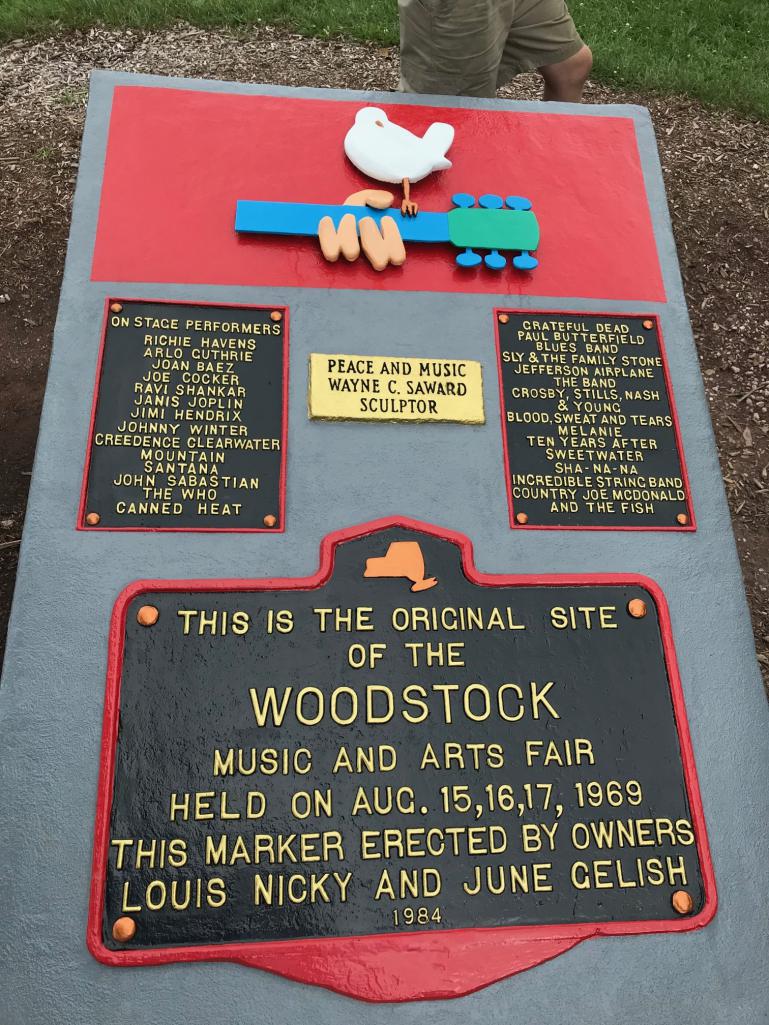 ON STAGE PERFORMERS
RICHIE HAVENS
ARLO GUTHRIE
JOAN BAEZ
JOE COCKER
RAVI SHANKAR
JANIS JOPLIN
JIMI HENDRIX
JOHNNY WINTER
CREEDENCE CLEARWATER
MOUNTAIN
SANTANA
JOHN SABASTIAN
THE WHO
CANNED HEAT
PEACE AND MUSIC
WAYNE C. SAWARD
SCULPTOR
GRATEFUL DEAD
PAUL BUTTERFIELD
BLUES BAND
SLY & THE FAMILY STONE
JEFFERSON AIRPLANE
THE BAND
CROSBY, STILLS, NASH
& YOUNG
BLOOD, SWEAT AND TEARS
MELANIE
TEN YEARS AFTER
SWEETWATER
SHA-NA-NA
INCREDIBLE STRING BAND
COUNTRY JOE MCDONALD
AND THE FISH
THIS IS THE ORIGINAL SITE
OF THE
WOODSTOCK
MUSIC AND ARTS FAIR
HELD ON AUG. 15,16,17, 1969
THIS MARKER ERECTED BY OWNERS
LOUIS NICKY AND JUNE GELISH
1984